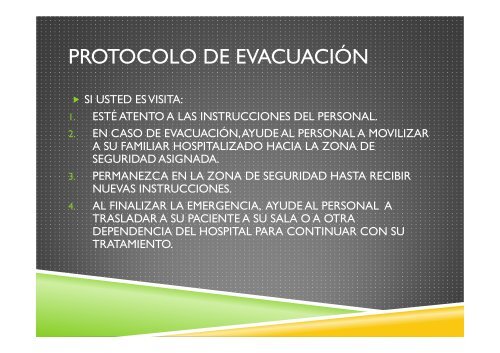 PROTOCOLO DE EVACUACIÓN
SI USTED ES VISITA:
1. ESTÉ ATENTO A LAS INSTRUCCIONES DEL PERSONAL.
2. EN CASO DE EVACUACIÓN, AYUDE AL PERSONAL A MOVILIZAR
A SU FAMILIAR HOSPITALIZADO HACIA LA ZONA DE
SEGURIDAD ASIGNADA.
3. PERMANEZCA EN LA ZONA DE SEGURIDAD HASTA RECIBIR
NUEVAS INSTRUCCIONES.
4. AL FINALIZAR LA EMERGENCIA, AYUDE AL PERSONAL A
TRASLADAR A SU PACIENTE A SU SALA O A OTRA
DEPENDENCIA DEL HOSPITAL PARA CONTINUAR CON SU
TRATAMIENTO.